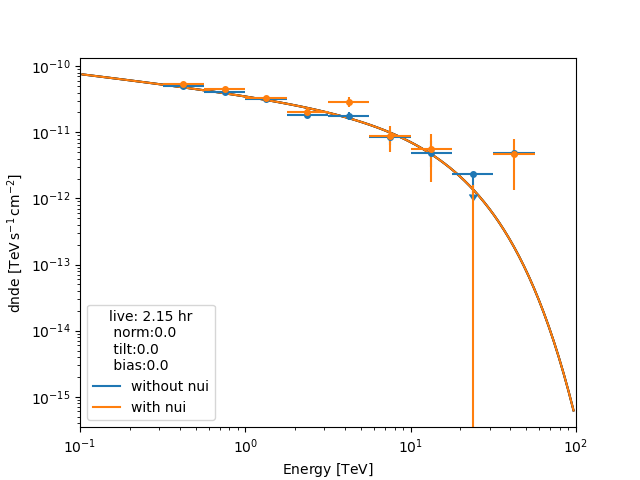 10⁻¹⁰
10⁻¹¹
10⁻¹²
10⁻¹³
10⁻¹⁴
10⁻¹⁵
dnde [TeV s⁻¹ cm⁻²]
live: 2.15 hr
norm:0.0
tilt:0.0
bias:0.0
without nui
with nui
10⁻¹ 10⁰ 10¹ 10²
Energy [TeV]